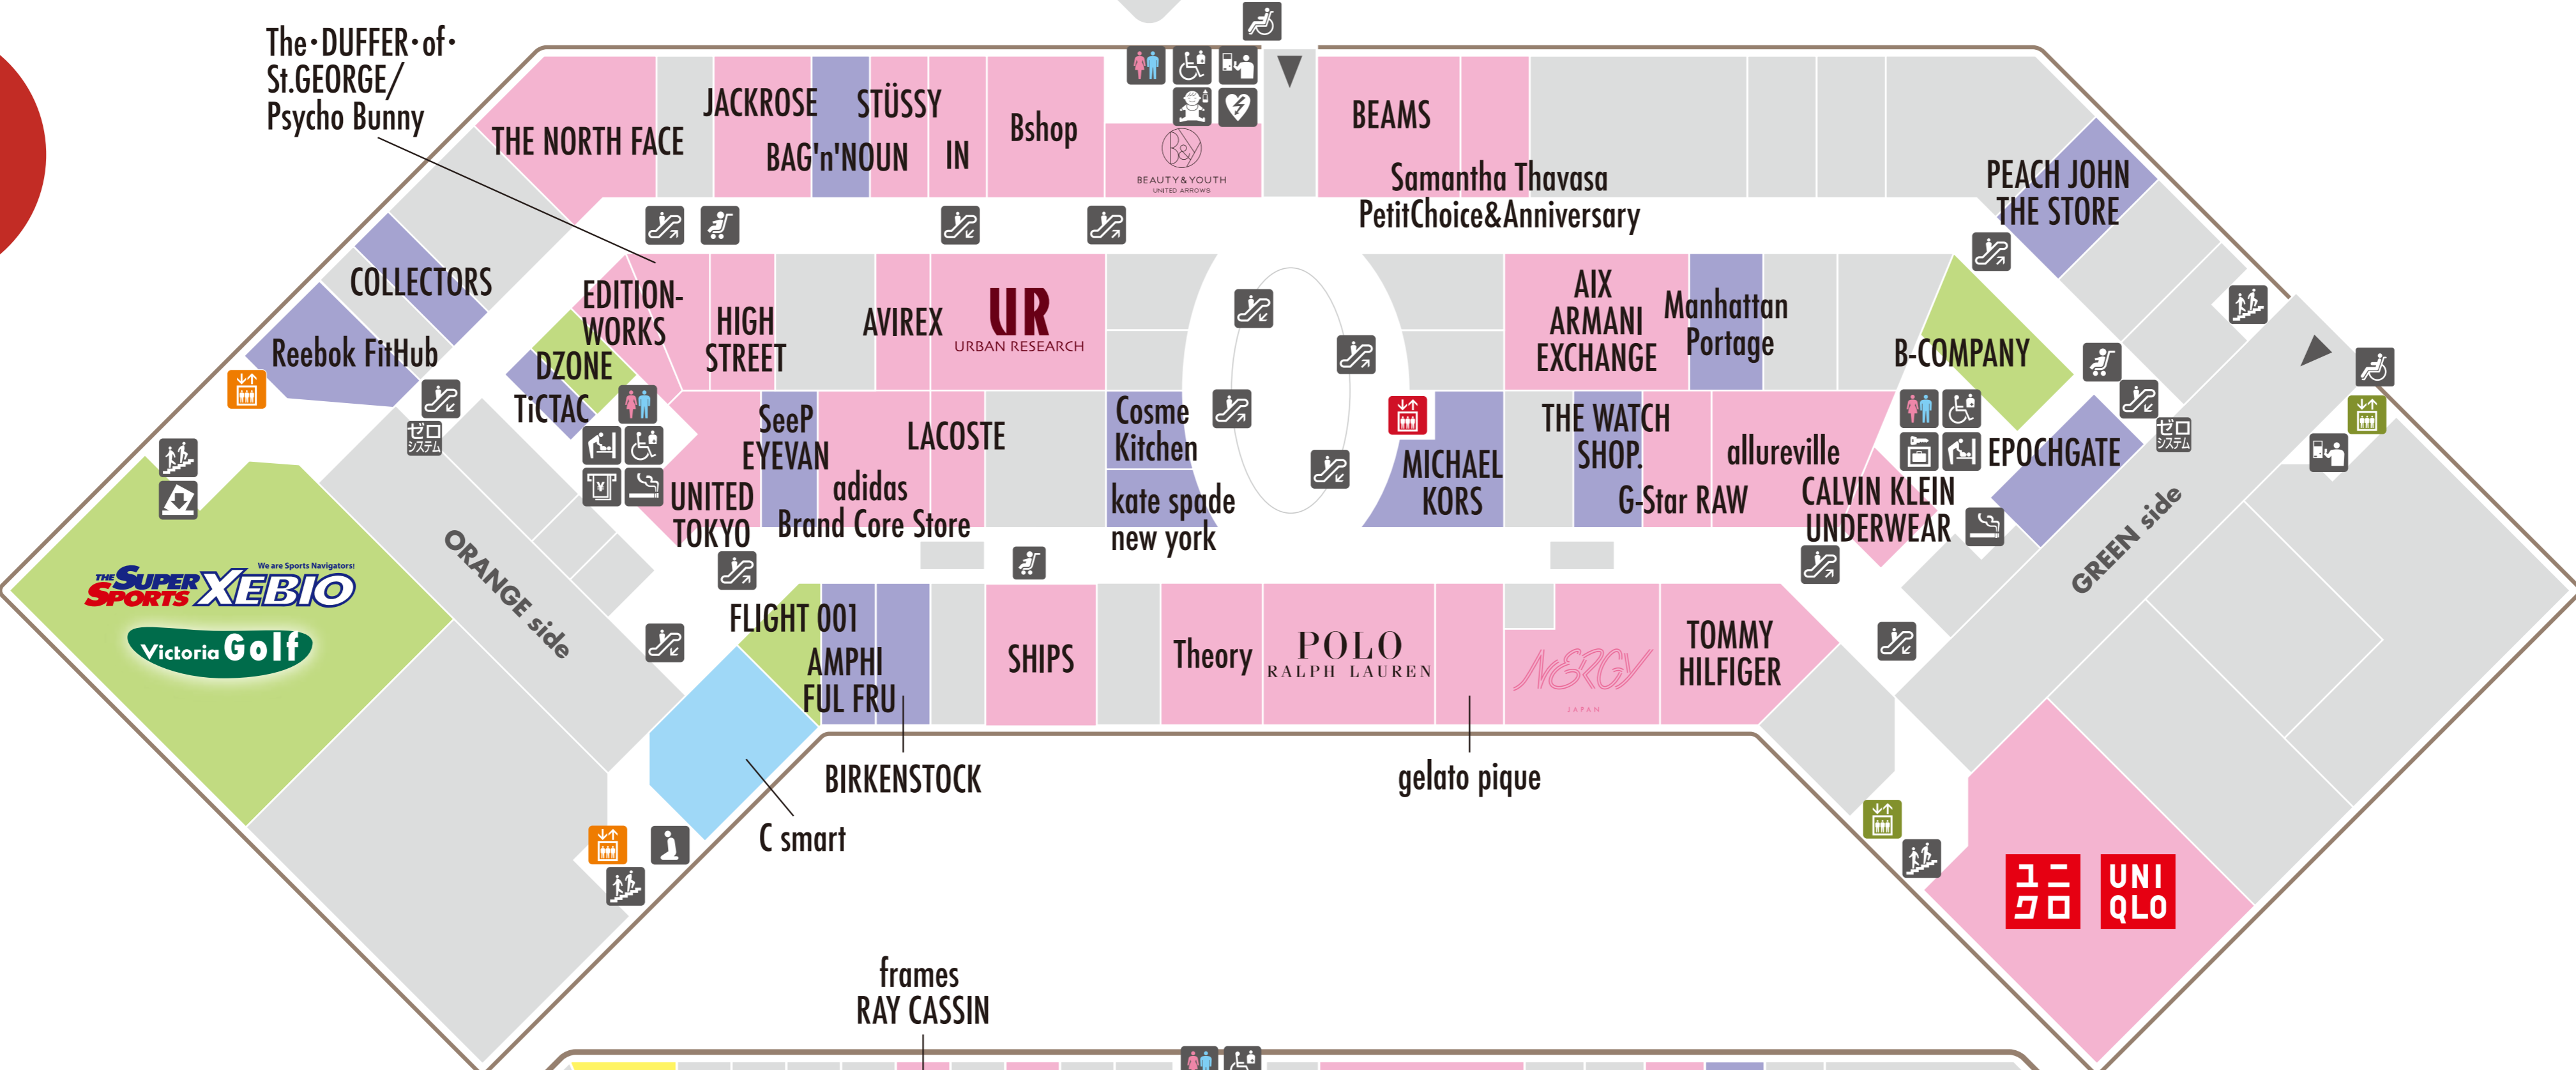 The・DUFFER・of・
St.GEORGE/
Psycho Bunny
THE NORTH FACE
JACKROSE
BAG'n'NOUN
STÜSSY
IN
Bshop
B&Y
BEAUTY&YOUTH
UNITED ARROWS
BEAMS
Samantha Thavasa
PetitChoice&Anniversary
PEACH JOHN
THE STORE
COLLECTORS
Reebok FitHub
EDITION-
WORKS
DZONE
TiCTAC
HIGH
STREET
AVIREX
UR
URBAN RESEARCH
AIX
ARMANI
EXCHANGE
Manhattan
Portage
B-COMPANY
ゼロ
システム
UNITED
TOKYO
SeeP
EYEVAN
adidas
Brand Core Store
LACOSTE
Cosme
Kitchen
kate spade
new york
MICHAEL
KORS
THE WATCH
SHOP.
G-Star RAW
allureville
CALVIN KLEIN
UNDERWEAR
EPOCHGATE
ゼロ
システム
GREEN side
ORANGE side
We are Sports Navigators!
THE SUPER
SPORTS XEBIO
Victoria Golf
FLIGHT 001
AMPHI
FUL FRU
BIRKENSTOCK
C smart
SHIPS
Theory
POLO
RALPH LAUREN
gelato pique
NERGY
JAPAN
TOMMY
HILFIGER
ユニ
クロ
UNI
QLO
frames
RAY CASSIN